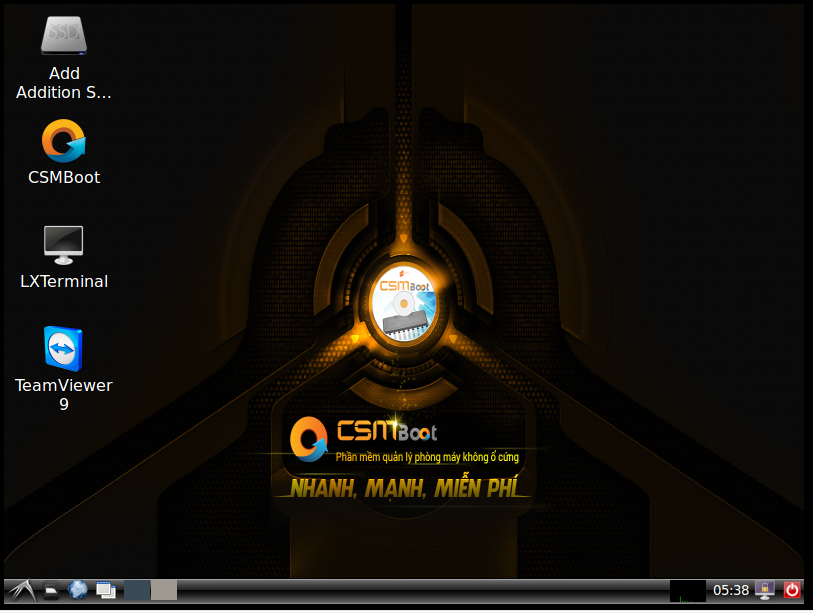 SSD
Add
Addition S...
CSMBoot
LXTerminal
TeamViewer
9
CSMBoot
CSMBoot
Phần mềm quản lý phòng máy không ổ cứng
NHANH, MẠNH, MIỄN PHÍ
05:38